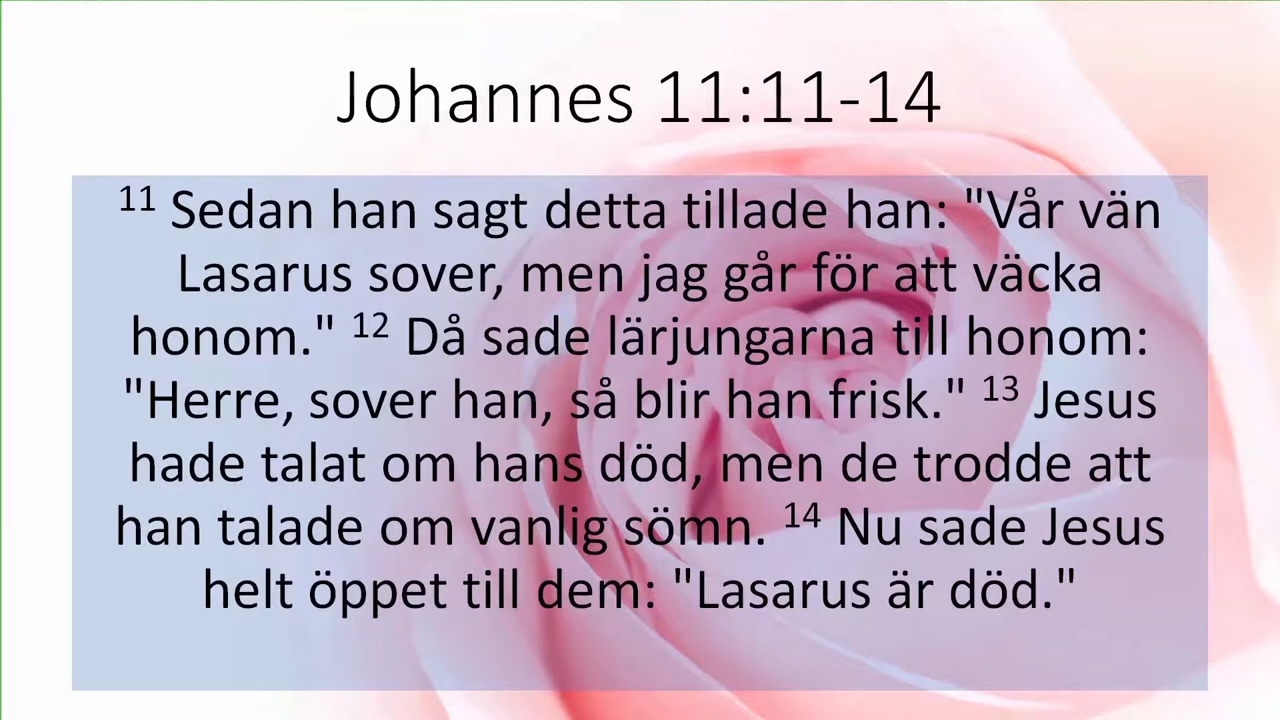 Johannes 11:11-14
11 Sedan han sagt detta tillade han: "Vår vän
Lasarus sover, men jag går för att väcka
honom." 12 Då sade lärjungarna till honom:
"Herre, sover han, så blir han frisk." 13 Jesus
hade talat om hans död, men de trodde att
han talade om vanlig sömn. 14 Nu sade Jesus
helt öppet till dem: "Lasarus är död."